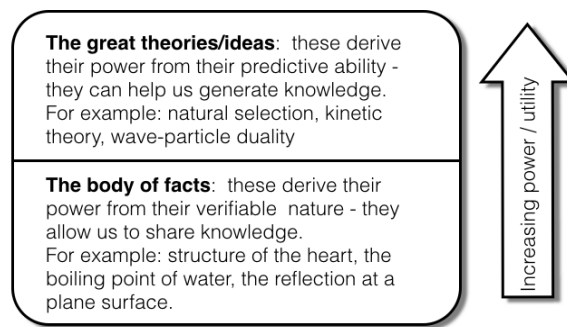 The great theories/ideas: these derive
their power from their predictive ability -
they can help us generate knowledge.
For example: natural selection, kinetic
theory, wave-particle duality
The body of facts: these derive their
power from their verifiable nature - they
allow us to share knowledge.
For example: structure of the heart, the
boiling point of water, the reflection at a
plane surface.
Increasing power / utility